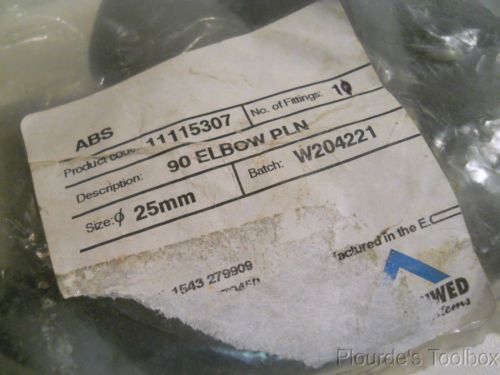 ABS
Product code: 11115307 No. of Fittings: 10
Description: 90 ELBOW PLN
Size: ϕ 25mm Batch: W204221
1543 279909
factured in the E.C.
Plourde's Toolbox